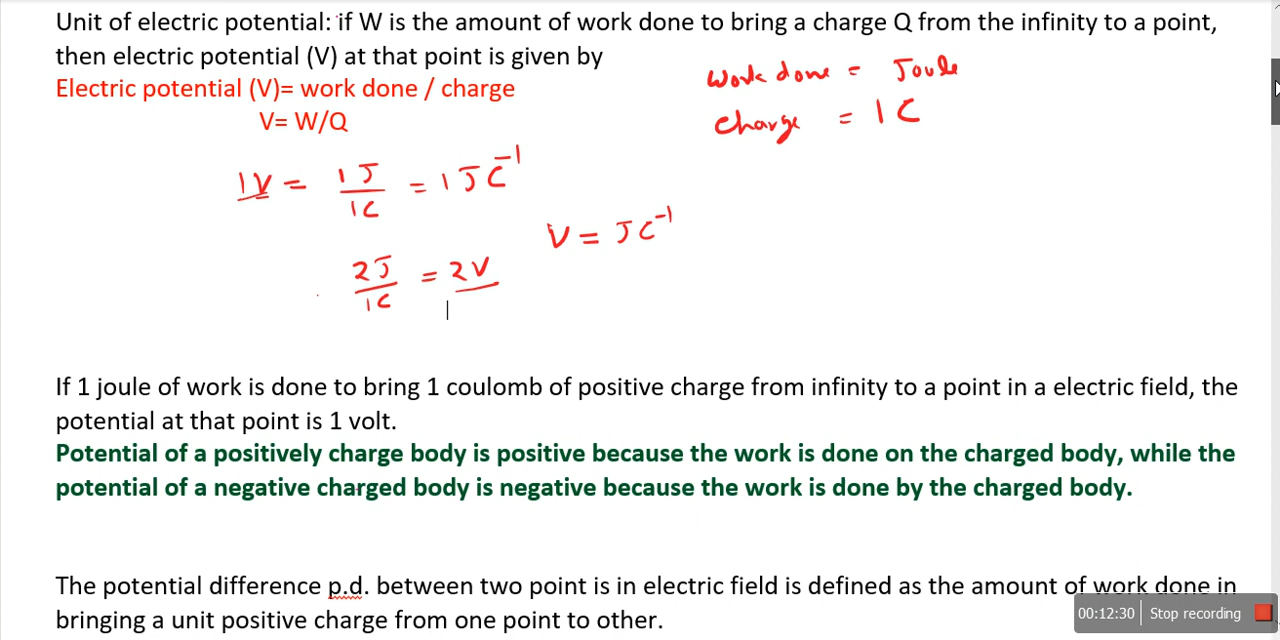 Unit of electric potential: if W is the amount of work done to bring a charge Q from the infinity to a point,
then electric potential (V) at that point is given by
Electric potential (V)= work done / charge
V= W/Q
Work done = Joule
Charge = 1 C
1V = 1J/1C = 1 J C⁻¹
V = J C⁻¹
2J/1C = 2V
If 1 joule of work is done to bring 1 coulomb of positive charge from infinity to a point in a electric field, the
potential at that point is 1 volt.
Potential of a positively charge body is positive because the work is done on the charged body, while the
potential of a negative charged body is negative because the work is done by the charged body.
The potential difference p.d. between two point is in electric field is defined as the amount of work done in
bringing a unit positive charge from one point to other.
00:12:30 Stop recording